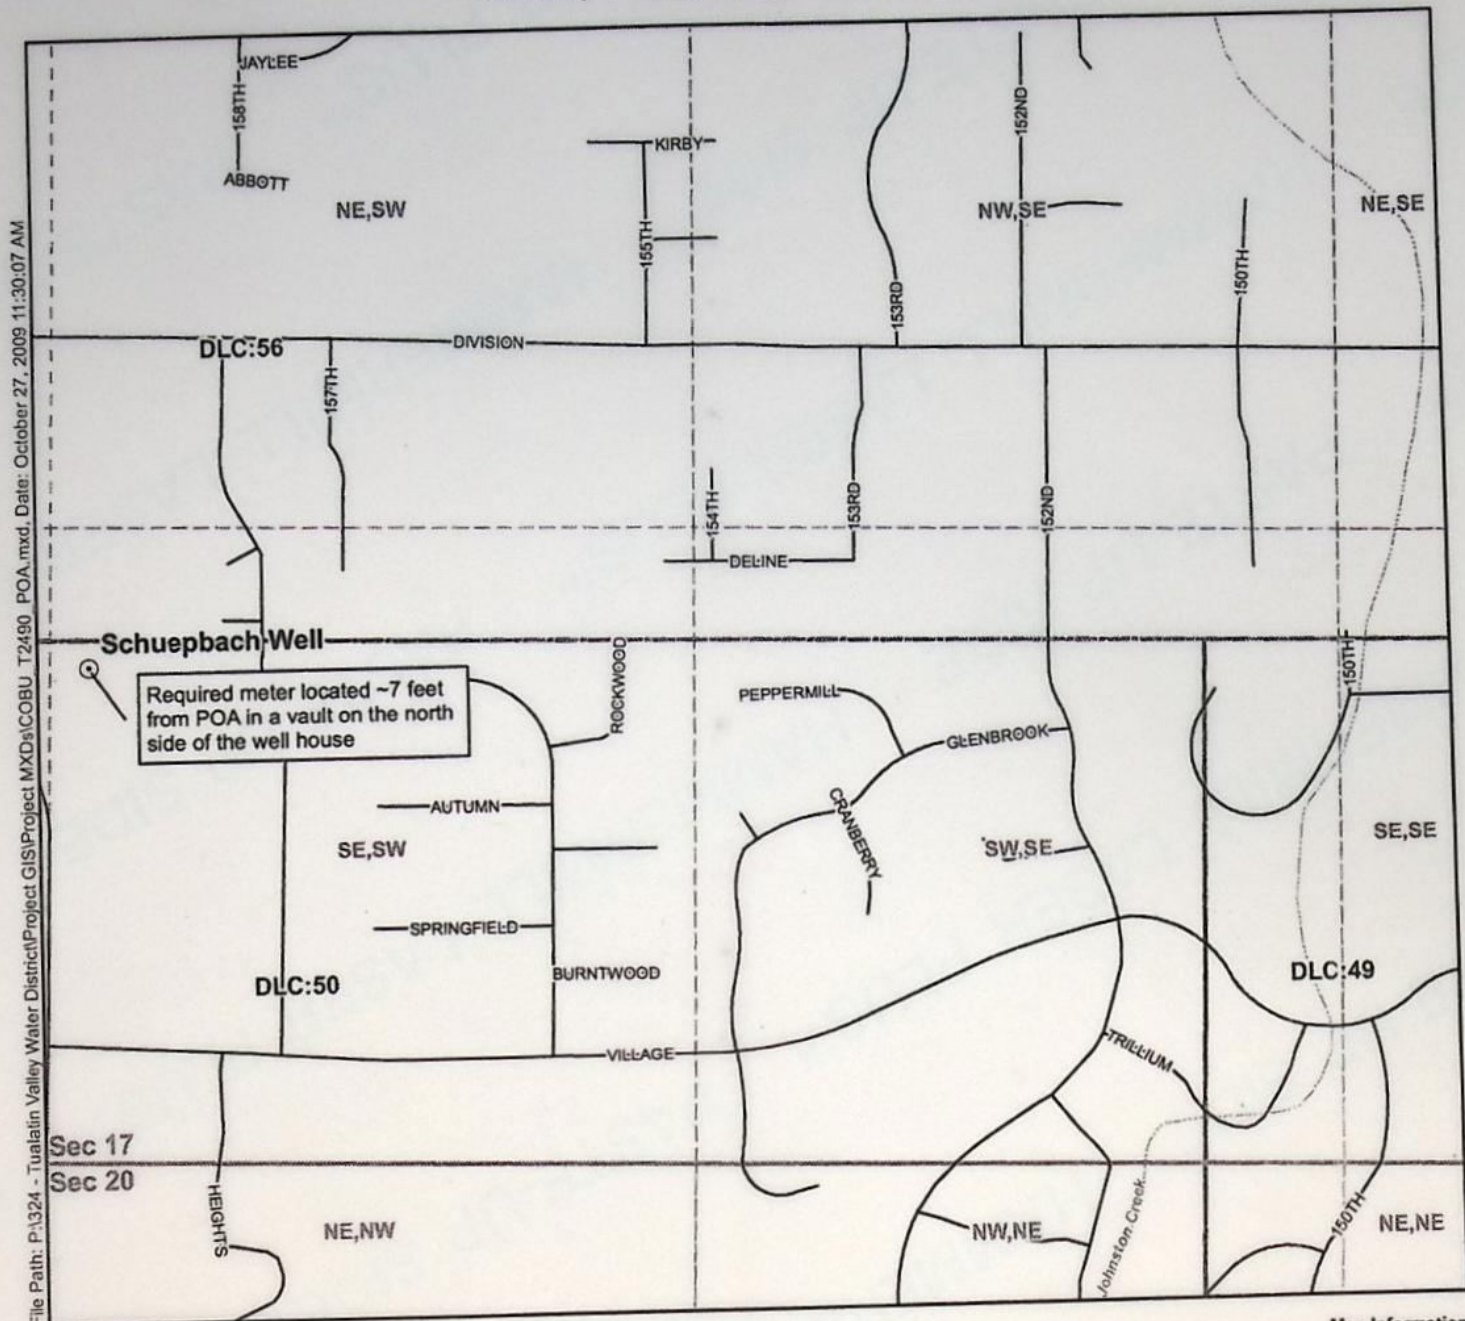 File Path: P:\324 - Tualatin Valley Water District\Project GIS\Project MXDs\COBU_T2490_POA.mxd, Date: October 27, 2009 11:30:07 AM
JAYLEE
158TH
ABBOTT
NE,SW
KIRBY
155TH
153RD
152ND
NW,SE
150TH
NE,SE
DLC:56
DIVISION
157TH
154TH
153RD
152ND
DELINE
Schuepbach Well
Required meter located ~7 feet
from POA in a vault on the north
side of the well house
ROCKWOOD
PEPPERMILL
GLENBROOK
150TH
AUTUMN
CRANBERRY
SE,SW
SW,SE
SE,SE
SPRINGFIELD
BURNTWOOD
DLC:50
DLC:49
VILLAGE
TRILLIUM
Sec 17
Sec 20
HEIGHTS
NE,NW
NW,NE
Johnston Creek
150TH
NE,NE